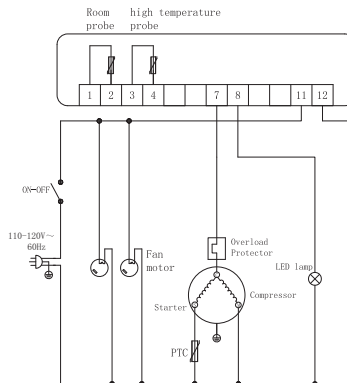 Room
probe
high temperature
probe
1 2 3 4 7 8 11 12
ON-OFF
110-120V～
60Hz
Fan
motor
Overload
Protector
LED lamp
Compressor
Starter
PTC